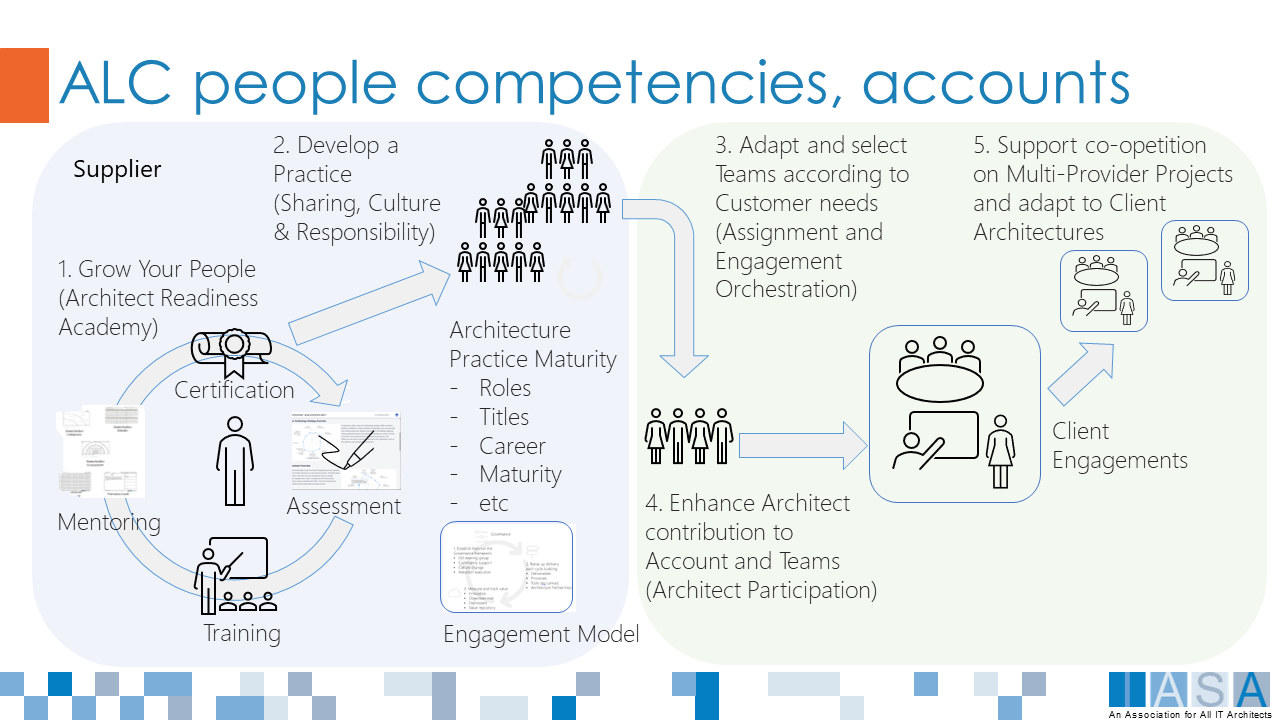 ALC people competencies, accounts
Supplier
2. Develop a
Practice
(Sharing, Culture
& Responsibility)
1. Grow Your People
(Architect Readiness
Academy)
Certification
Mentoring
Assessment
Training
Architecture
Practice Maturity
- Roles
- Titles
- Career
- Maturity
- etc
Governance
Engagement Model
3. Adapt and select
Teams according to
Customer needs
(Assignment and
Engagement
Orchestration)
4. Enhance Architect
contribution to
Account and Teams
(Architect Participation)
5. Support co-opetition
on Multi-Provider Projects
and adapt to Client
Architectures
Client
Engagements
IASA
An Association for All IT Architects